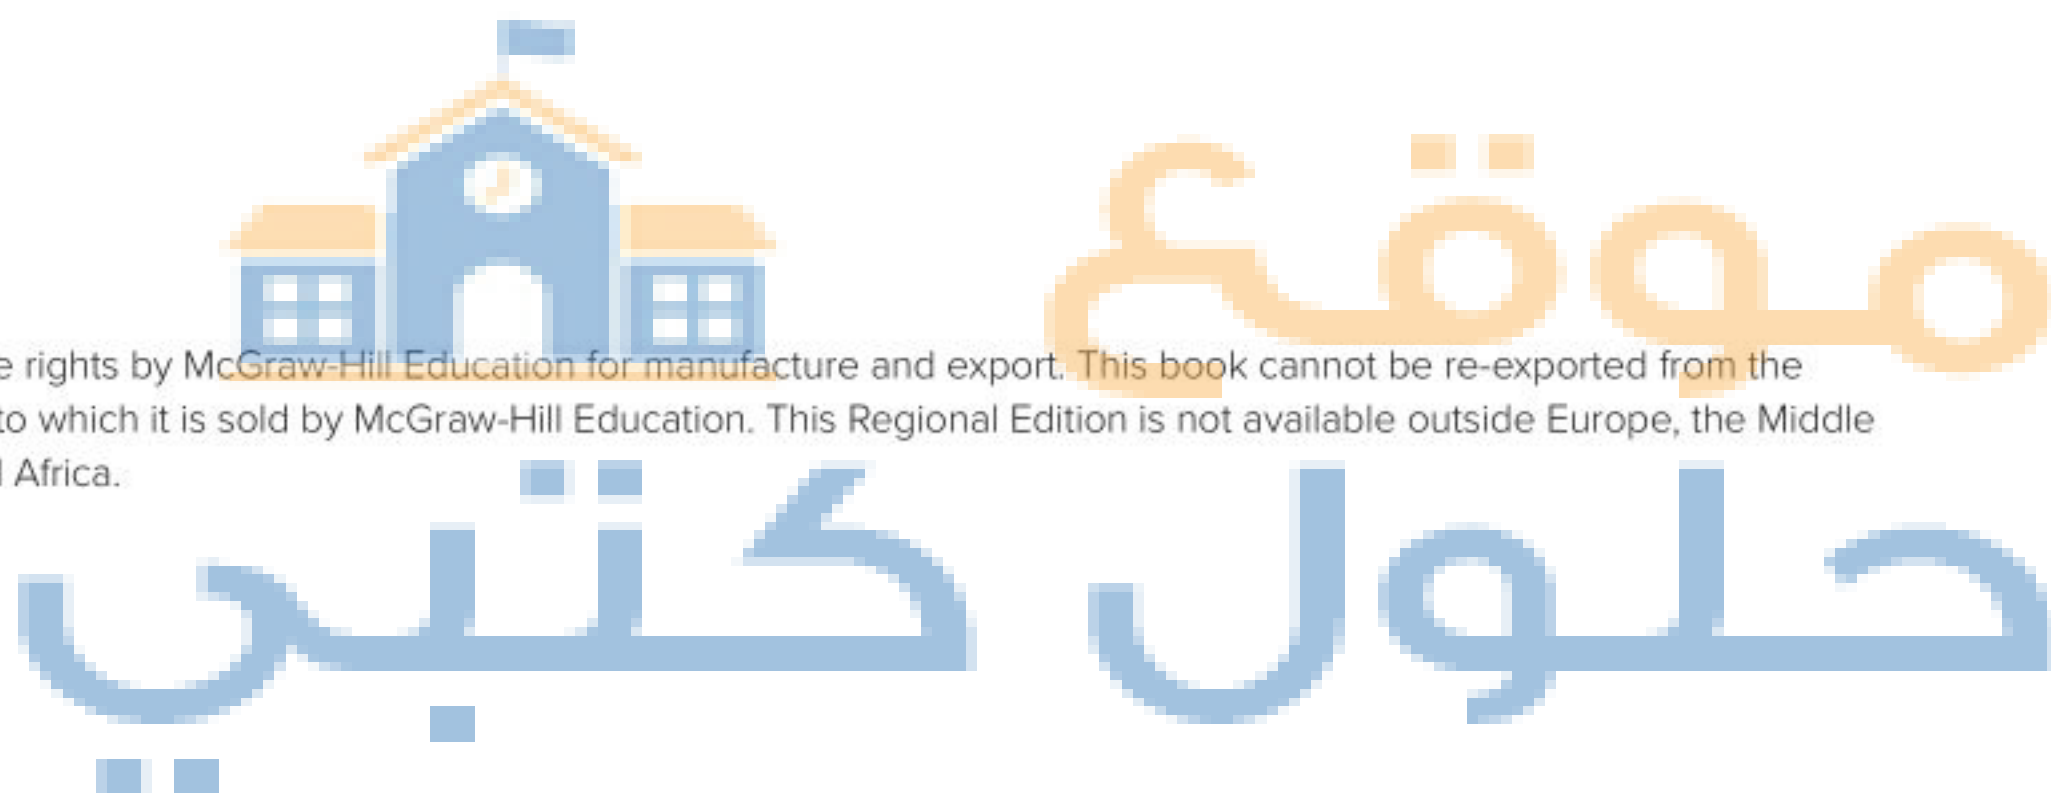 موقع
rights by McGraw-Hill Education for manufacture and export. This book cannot be re-exported from the
to which it is sold by McGraw-Hill Education. This Regional Edition is not available outside Europe, the Middle
Africa.
حلول كتبي